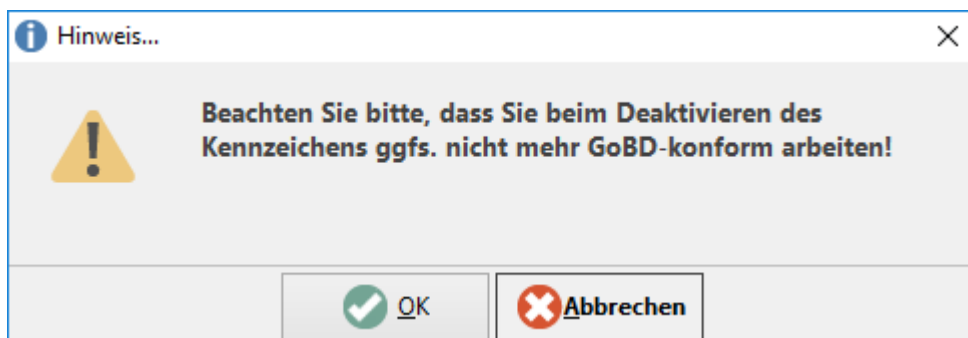 Hinweis...
Beachten Sie bitte, dass Sie beim Deaktivieren des
Kennzeichens ggfs. nicht mehr GoBD-konform arbeiten!
OK
Abbrechen